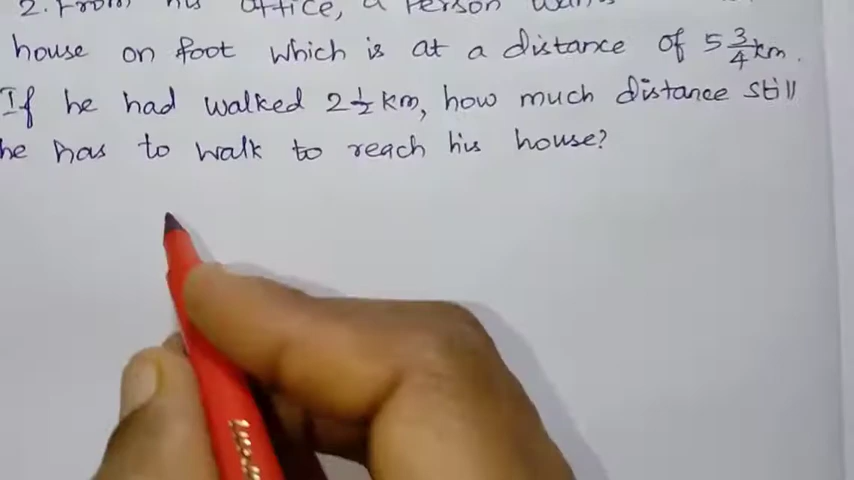 2. From his office, a Person
house on foot which is at a distance of 5 3/4 km.
If he had walked 2 1/2 km, how much distance still
he has to walk to reach his house?